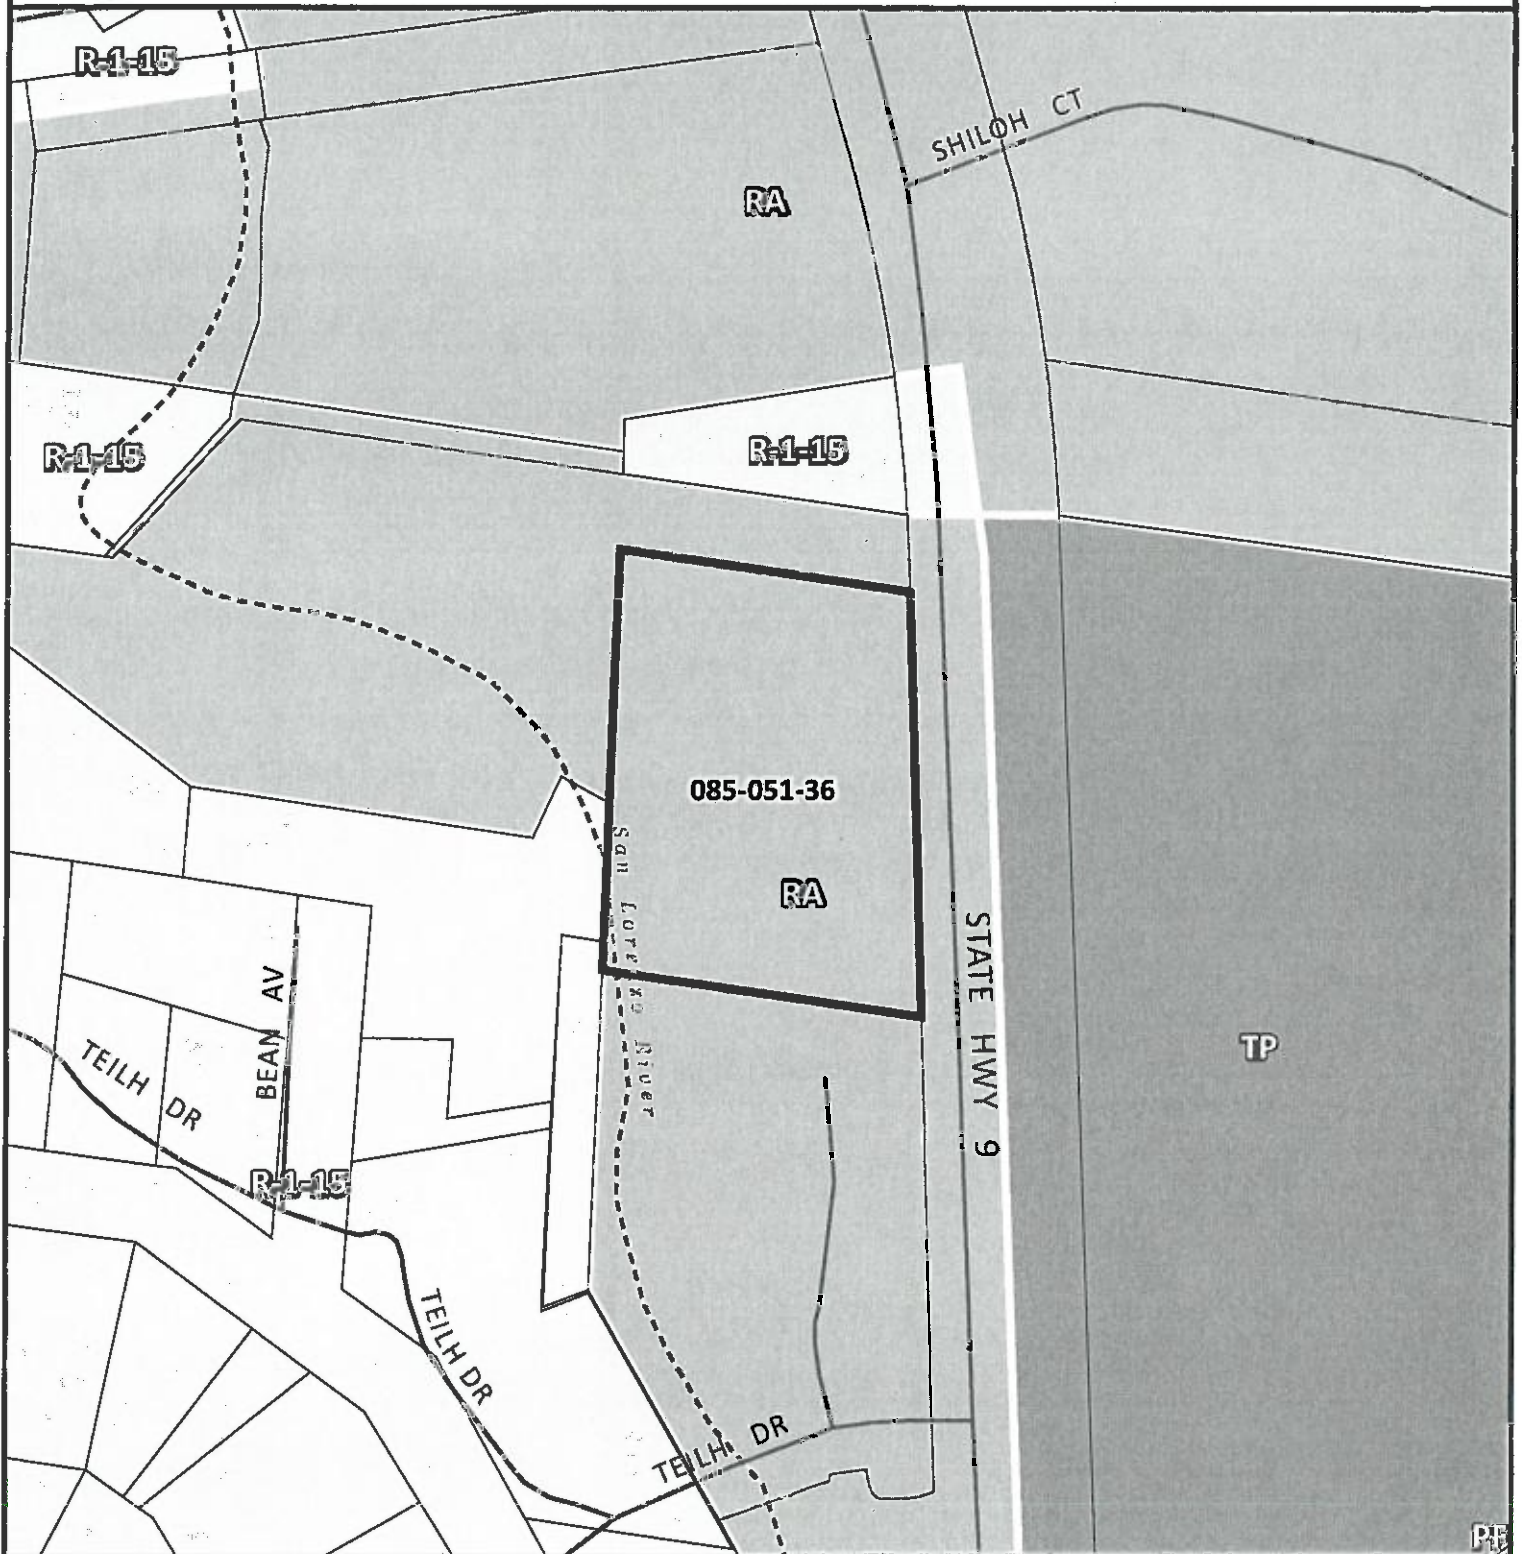 R-1-15
SHILOH CT
RA
R-1-15
R-1-15
085-051-36
San Lorenzo River
RA
STATE HWY 9
TP
BEAN AV
TEILH DR
R-1-15
TEILH DR
TEILH DR
PF